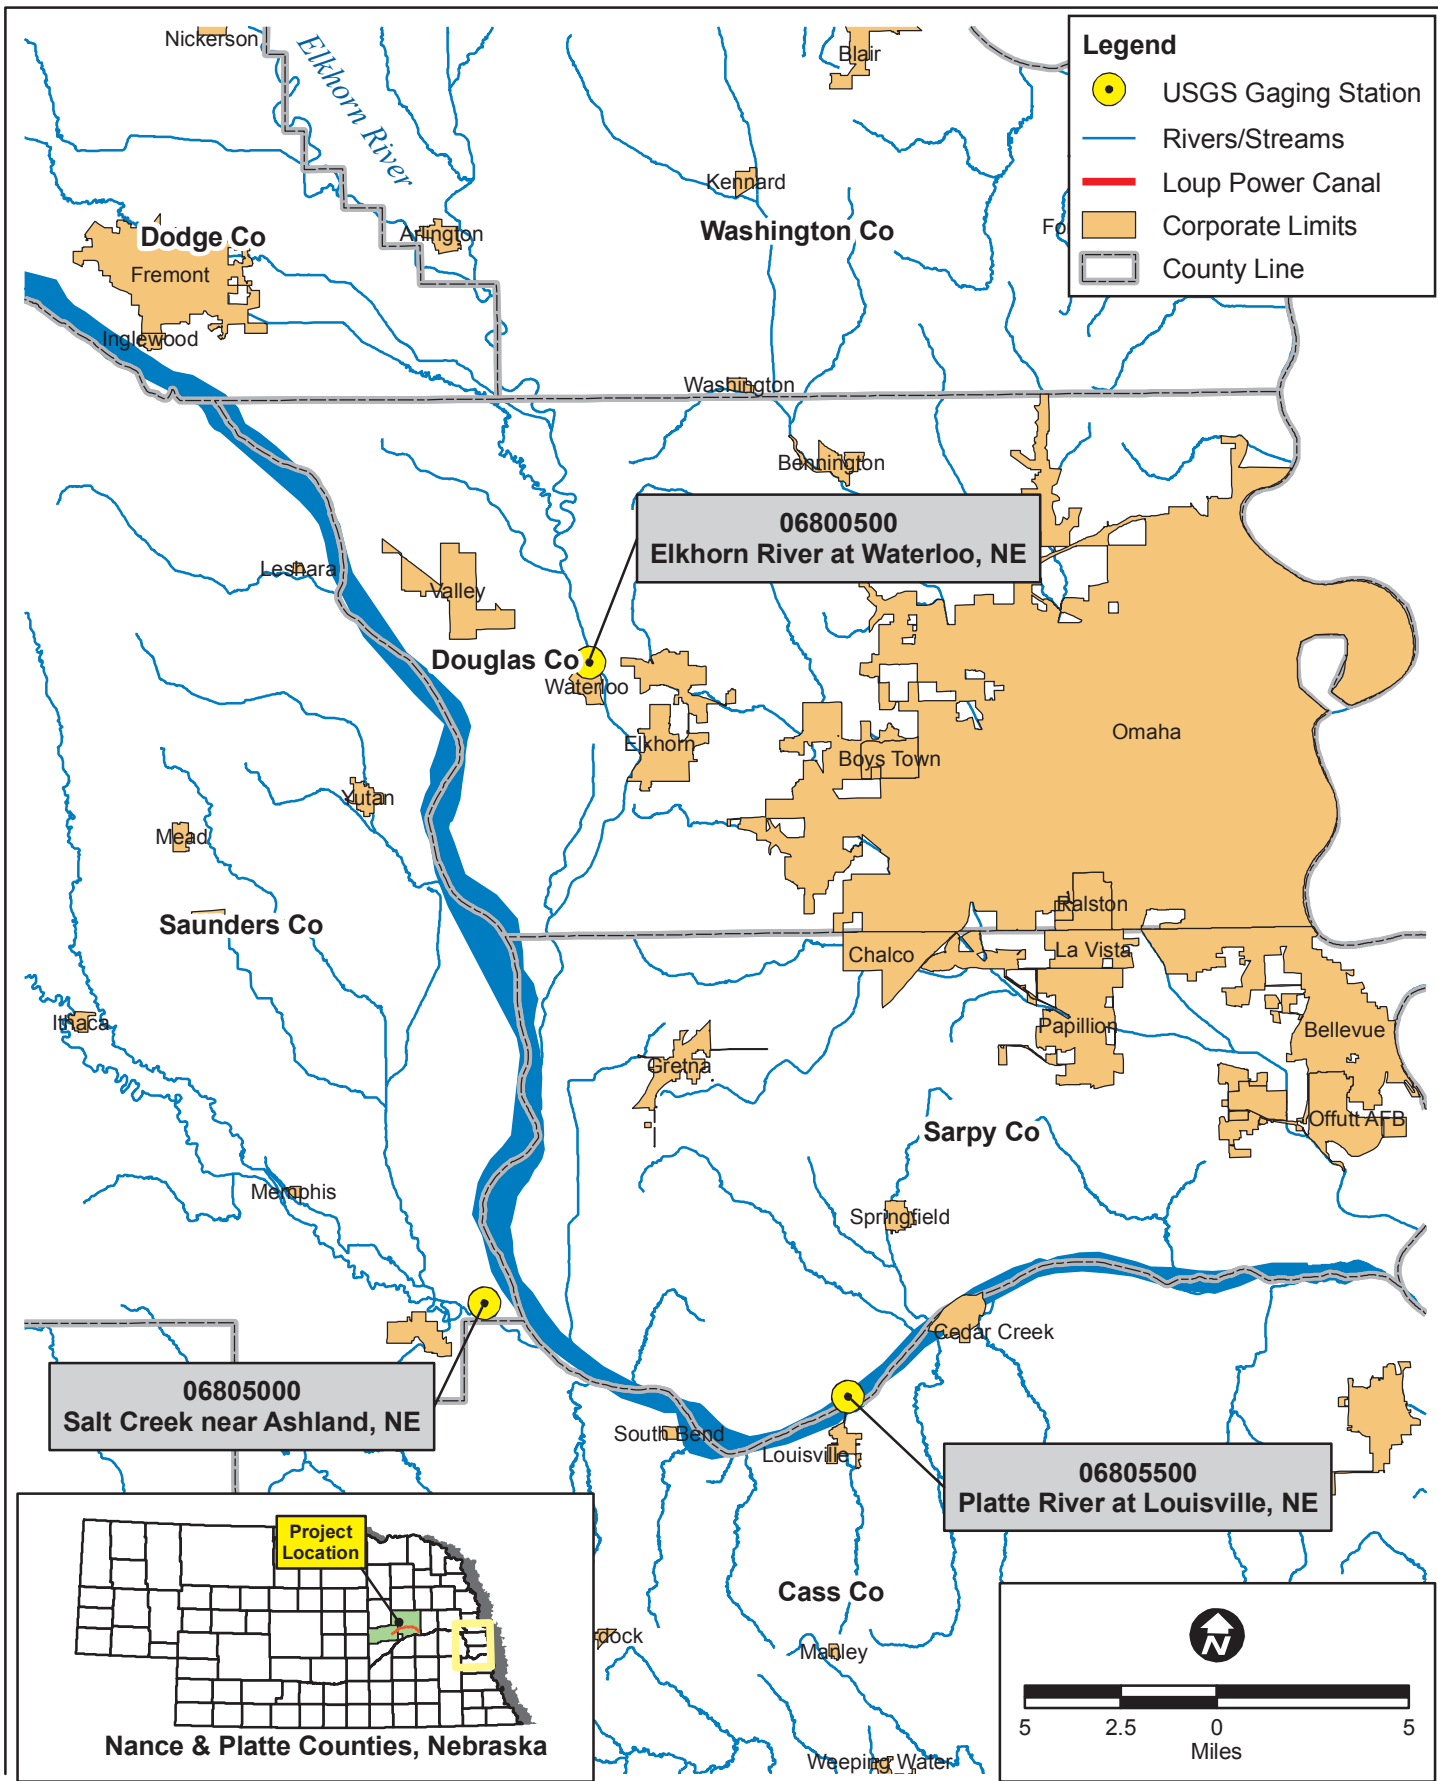 Nickerson
Elkhorn River
Blair
Legend
USGS Gaging Station
Rivers/Streams
Loup Power Canal
Corporate Limits
County Line
Kennard
Arlington
Dodge Co
Washington Co
Fo
Fremont
Inglewood
Washington
Bennington
06800500
Elkhorn River at Waterloo, NE
Leshara
Valley
Douglas Co
Waterloo
Elkhorn
Omaha
Boys Town
Yutan
Mead
Ralston
Saunders Co
Chalco
La Vista
Ithaca
Papillion
Bellevue
Gretna
Offutt AFB
Sarpy Co
Memphis
Springfield
Cedar Creek
06805000
Salt Creek near Ashland, NE
South Bend
Louisville
06805500
Platte River at Louisville, NE
Project
Location
Cass Co
rdock
Manley
N
5 2.5 0 5
Miles
Nance & Platte Counties, Nebraska
Weeping Water